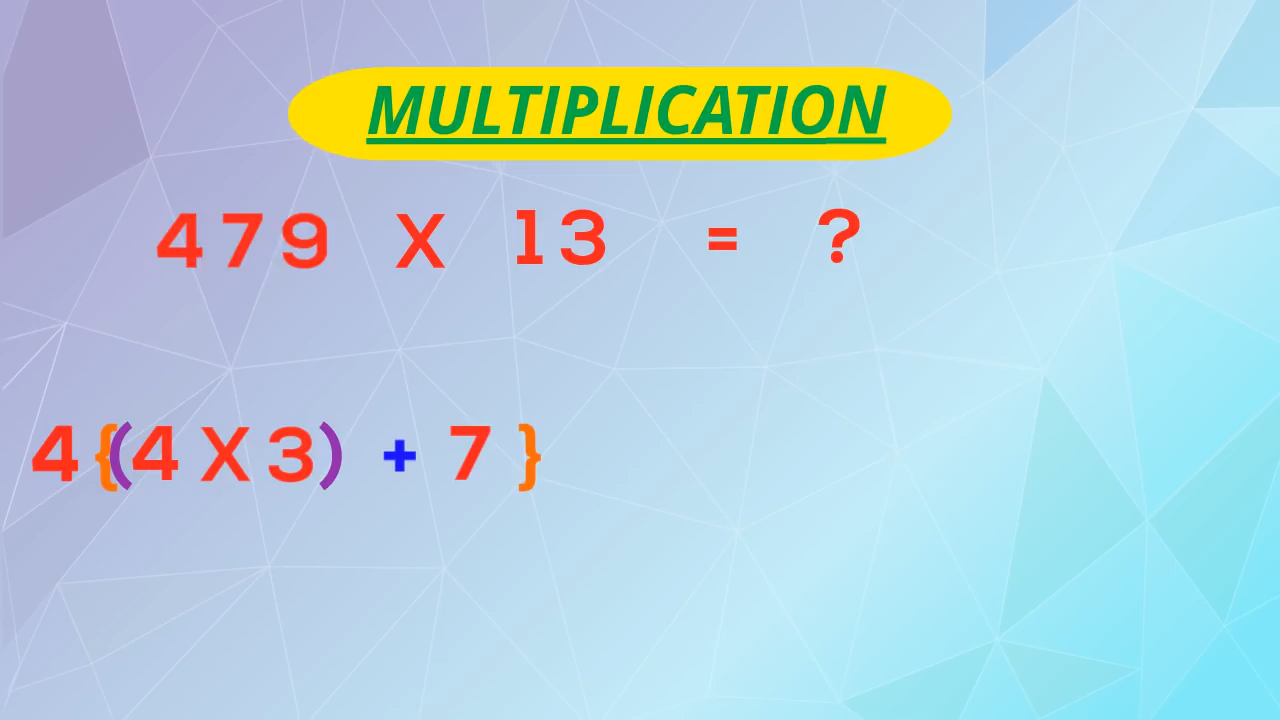 MULTIPLICATION
479 X 13 = ?
4 {(4 X 3) + 7 }